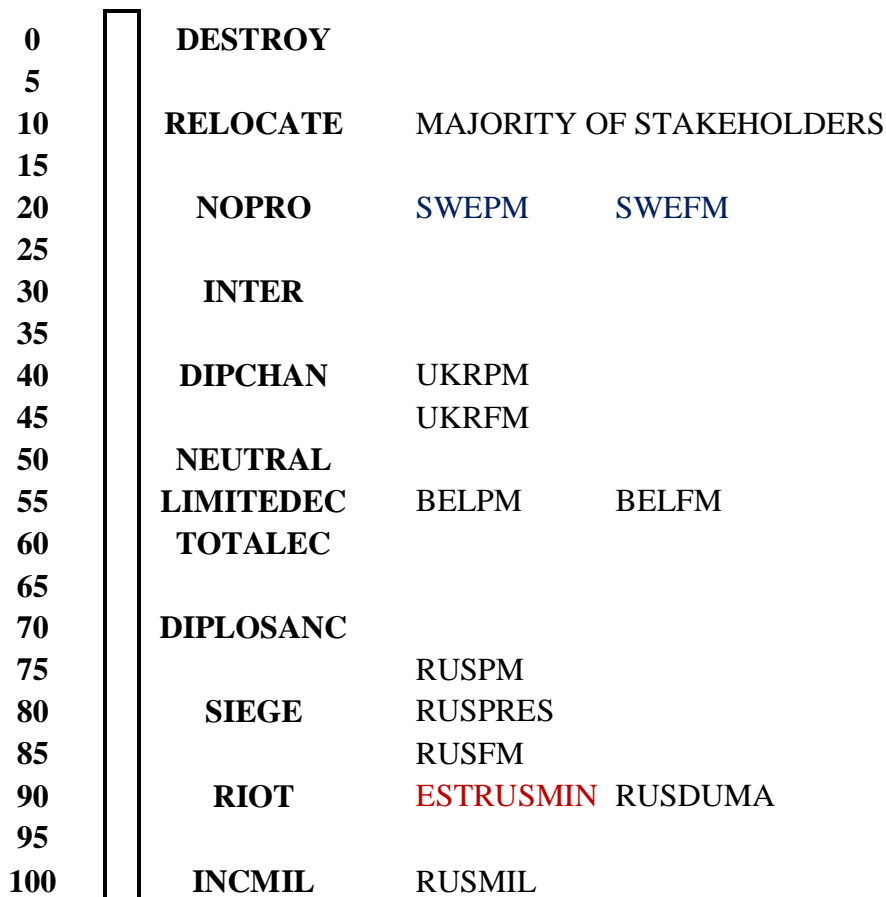 0 DESTROY
5
10 RELOCATE MAJORITY OF STAKEHOLDERS
15
20 NOPRO SWEPM SWEFM
25
30 INTER
35
40 DIPCHAN UKRPM
45 UKRFM
50 NEUTRAL
55 LIMITEDEC BELPM BELFM
60 TOTALEC
65
70 DIPLOSANC
75 RUSPM
80 SIEGE RUSPRES
85 RUSFM
90 RIOT ESTRUSMIN RUSDUMA
95
100 INCMIL RUSMIL